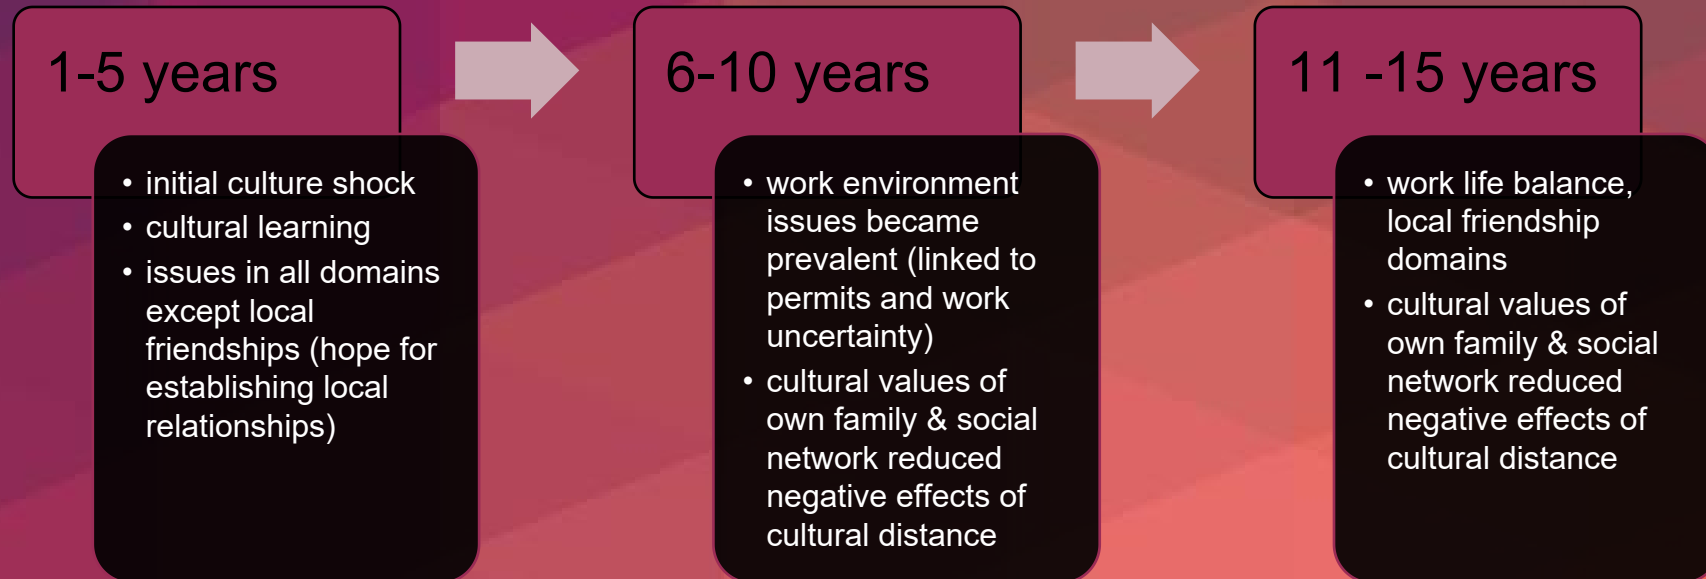 1-5 years
• initial culture shock
• cultural learning
• issues in all domains
except local
friendships (hope for
establishing local
relationships)
6-10 years
• work environment
issues became
prevalent (linked to
permits and work
uncertainty)
• cultural values of
own family & social
network reduced
negative effects of
cultural distance
11 -15 years
• work life balance,
local friendship
domains
• cultural values of
own family & social
network reduced
negative effects of
cultural distance